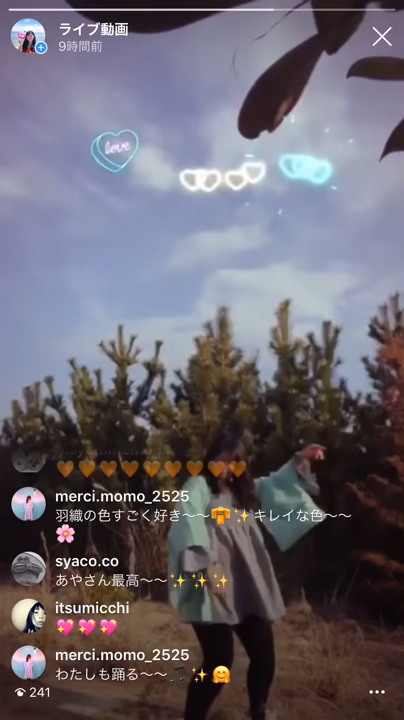 ライブ動画
9時間前
love
🧡🧡🧡🧡🧡🧡🧡🧡🧡
merci.momo_2525
羽織の色すごく好き〜〜👘✨キレイな色〜〜
🌸
syaco.co
あやさん最高〜〜✨✨✨
itsumicchi
💖💖💖
merci.momo_2525
わたしも踊る〜〜🎵✨🤗
241